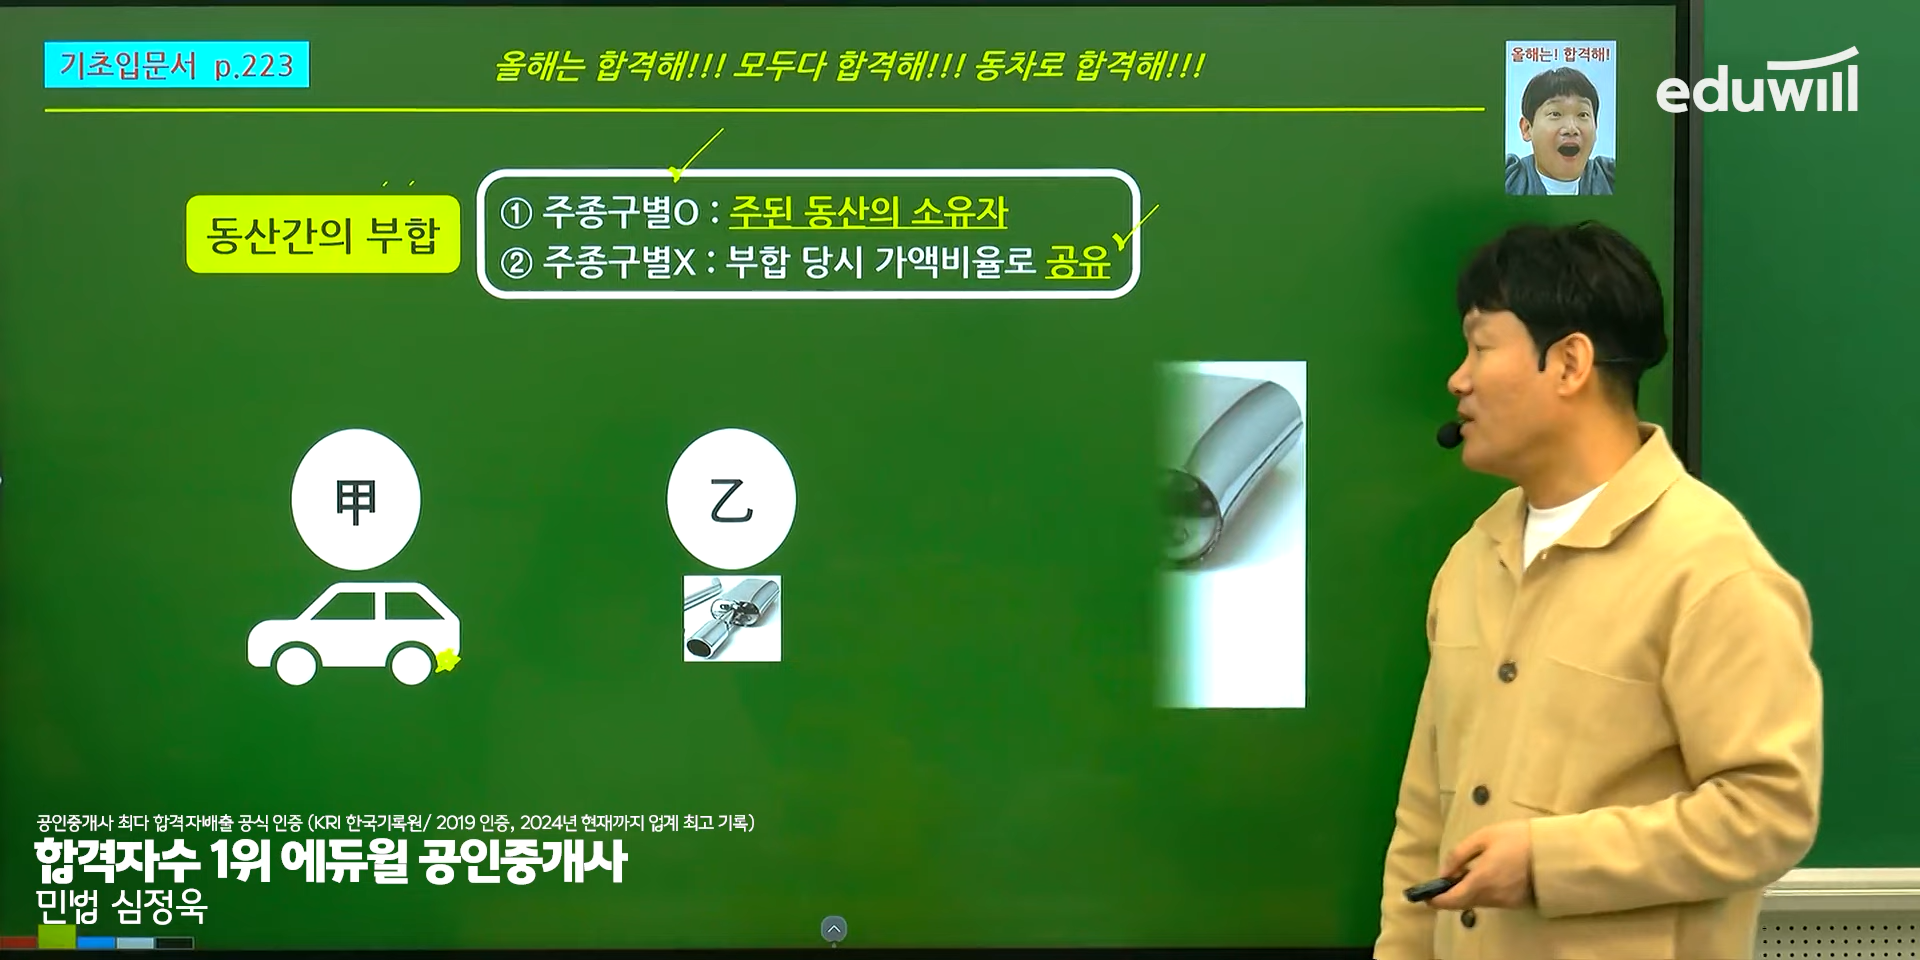 기초입문서 p.223
올해는 합격해!!! 모두다 합격해!!! 동차로 합격해!!!
올해는! 합격해!
eduwill
동산간의 부합
① 주종구별O : 주된 동산의 소유자
② 주종구별X : 부합 당시 가액비율로 공유
甲
乙
공인중개사 최다 합격자배출 공식 인증 (KRI 한국기록원/ 2019 인증, 2024년 현재까지 업계 최고 기록)
합격자수 1위 에듀윌 공인중개사
민법 심정욱